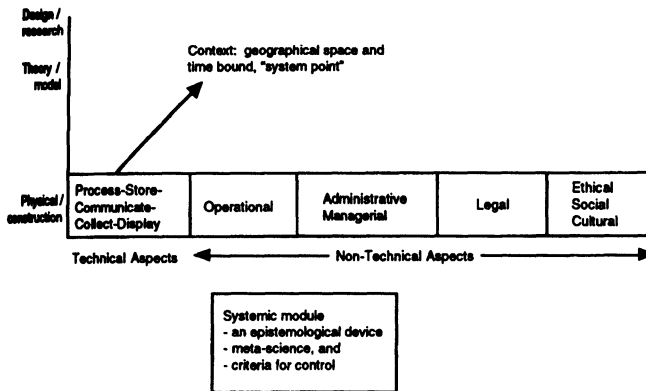 Design /
research
Context: geographical space and
time bound, "system point"
Theory /
model
Physical /
construction
Process-Store-
Communicate-
Collect-Display
Operational
Administrative
Managerial
Legal
Ethical
Social
Cultural
Technical Aspects
Non-Technical Aspects
Systemic module
- an epistemological device
- meta-science, and
- criteria for control